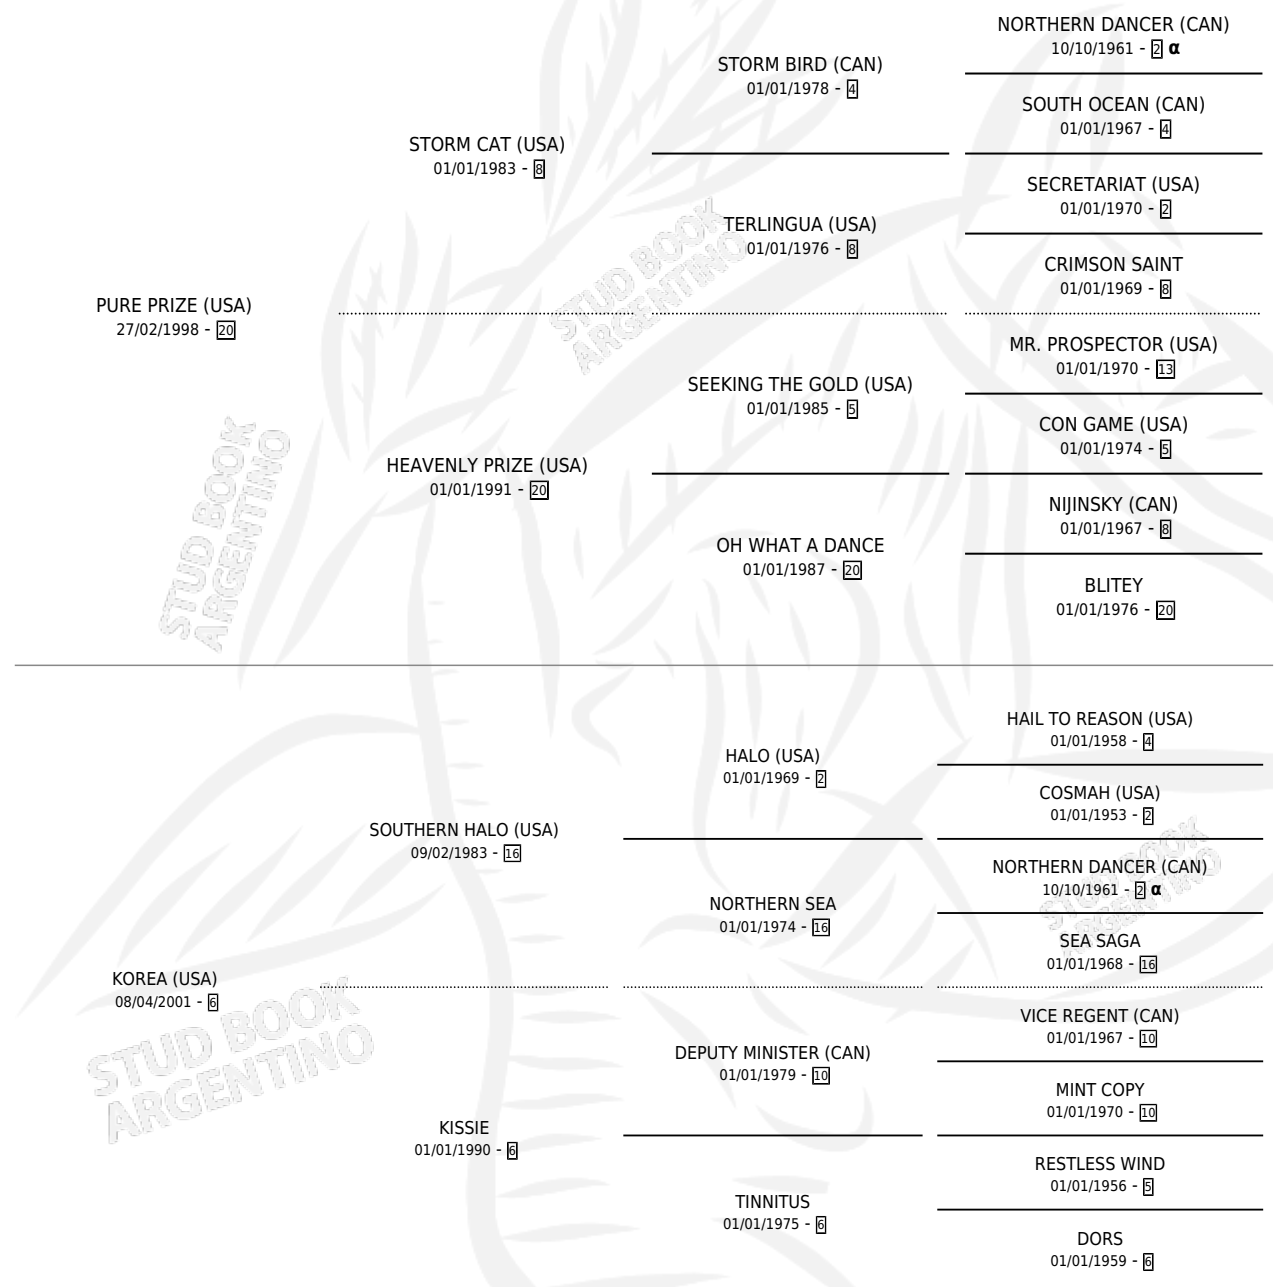 NORTHERN DANCER (CAN)
10/10/1961 - 2 α
STORM BIRD (CAN)
01/01/1978 - 4
SOUTH OCEAN (CAN)
01/01/1967 - 4
STORM CAT (USA)
01/01/1983 - 8
SECRETARIAT (USA)
01/01/1970 - 2
TERLINGUA (USA)
01/01/1976 - 8
CRIMSON SAINT
01/01/1969 - 8
STUD BOOK
ARGENTINO
PURE PRIZE (USA)
27/02/1998 - 20
MR. PROSPECTOR (USA)
01/01/1970 - 13
SEEKING THE GOLD (USA)
01/01/1985 - 5
CON GAME (USA)
01/01/1974 - 5
HEAVENLY PRIZE (USA)
01/01/1991 - 20
NIJINSKY (CAN)
01/01/1967 - 8
OH WHAT A DANCE
01/01/1987 - 20
BLITEY
01/01/1976 - 20
STUD BOOK
ARGENTINO
HAIL TO REASON (USA)
01/01/1958 - 4
HALO (USA)
01/01/1969 - 2
COSMAH (USA)
01/01/1953 - 2
SOUTHERN HALO (USA)
09/02/1983 - 16
NORTHERN DANCER (CAN)
10/10/1961 - 2 α
NORTHERN SEA
01/01/1974 - 16
SEA SAGA
01/01/1968 - 16
STUD BOOK
ARGENTINO
KOREA (USA)
08/04/2001 - 6
VICE REGENT (CAN)
01/01/1967 - 10
DEPUTY MINISTER (CAN)
01/01/1979 - 10
MINT COPY
01/01/1970 - 10
STUD BOOK
ARGENTINO
KISSIE
01/01/1990 - 6
RESTLESS WIND
01/01/1956 - 5
TINNITUS
01/01/1975 - 6
DORS
01/01/1959 - 6